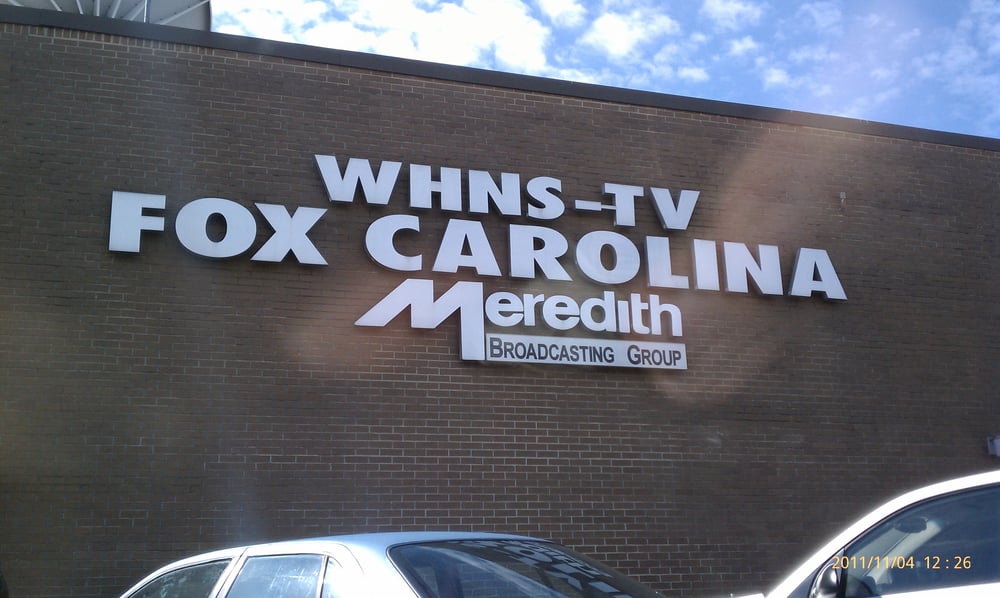 WHNS-TV
FOX CAROLINA
Meredith
BROADCASTING GROUP
2011/11/04 12:26